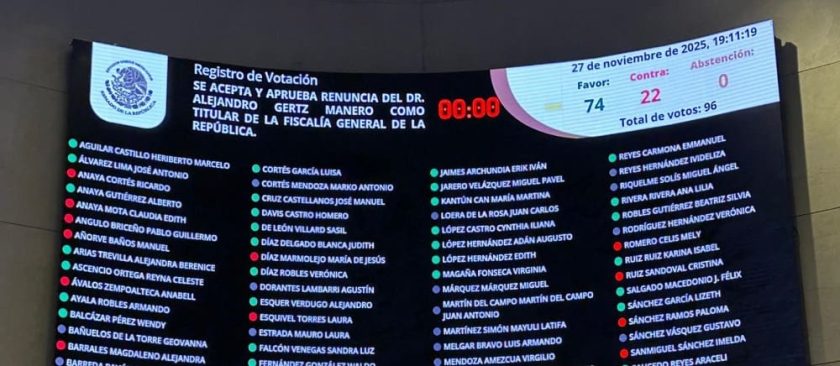 Registro de Votación
SE ACEPTA Y APRUEBA RENUNCIA DEL DR.
ALEJANDRO GERTZ MANERO COMO
TITULAR DE LA FISCALÍA GENERAL DE LA
REPÚBLICA.
00:00
27 de noviembre de 2025, 19:11:19
Favor: Contra: Abstención:
74 22 0
Total de votos: 96
AGUILAR CASTILLO HERIBERTO MARCELO
ÁLVAREZ LIMA JOSÉ ANTONIO
ANAYA CORTÉS RICARDO
ANAYA GUTIÉRREZ ALBERTO
ANAYA MOTA CLAUDIA EDITH
ANGULO BRICEÑO PABLO GUILLERMO
AÑORVE BAÑOS MANUEL
ARIAS TREVILLA ALEJANDRA BERENICE
ASCENCIO ORTEGA REYNA CELESTE
ÁVALOS ZEMPOALTECA ANABELL
AYALA ROBLES ARMANDO
BALCÁZAR PÉREZ WENDY
BAÑUELOS DE LA TORRE GEOVANNA
BARRALES MAGDALENO ALEJANDRA
BARREDA
CORTÉS GARCÍA LUISA
CORTÉS MENDOZA MARKO ANTONIO
CRUZ CASTELLANOS JOSÉ MANUEL
DAVIS CASTRO HOMERO
DE LEÓN VILLARD SASIL
DÍAZ DELGADO BLANCA JUDITH
DÍAZ MARMOLEJO MARÍA DE JESÚS
DÍAZ ROBLES VERÓNICA
DORANTES LAMBARRI AGUSTÍN
ESQUER VERDUGO ALEJANDRO
ESQUIVEL TORRES LAURA
ESTRADA MAURO LAURA
FALCÓN VENEGAS SANDRA LUZ
FERNÁNDEZ GONZÁLEZ WALDO
JAIMES ARCHUNDIA ERIK IVÁN
JARERO VELÁZQUEZ MIGUEL PAVEL
KANTÚN CAN MARÍA MARTINA
LOERA DE LA ROSA JUAN CARLOS
LÓPEZ CASTRO CYNTHIA ILIANA
LÓPEZ HERNÁNDEZ ADÁN AUGUSTO
LÓPEZ HERNÁNDEZ EDITH
MAGAÑA FONSECA VIRGINIA
MÁRQUEZ MÁRQUEZ MIGUEL
MARTÍN DEL CAMPO MARTÍN DEL CAMPO
JUAN ANTONIO
MARTÍNEZ SIMÓN MAYULI LATIFA
MELGAR BRAVO LUIS ARMANDO
MENDOZA AMEZCUA VIRGILIO
REYES CARMONA EMMANUEL
REYES HERNÁNDEZ IVIDELIZA
RIQUELME SOLÍS MIGUEL ÁNGEL
RIVERA RIVERA ANA LILIA
ROBLES GUTIÉRREZ BEATRIZ SILVIA
RODRÍGUEZ HERNÁNDEZ VERÓNICA
ROMERO CELIS MELY
RUIZ RUIZ KARINA ISABEL
RUIZ SANDOVAL CRISTINA
SALGADO MACEDONIO J. FÉLIX
SÁNCHEZ GARCÍA LIZETH
SÁNCHEZ RAMOS PALOMA
SÁNCHEZ VÁSQUEZ GUSTAVO
SANMIGUEL SÁNCHEZ IMELDA
SAUCEDO REYES ARACELI